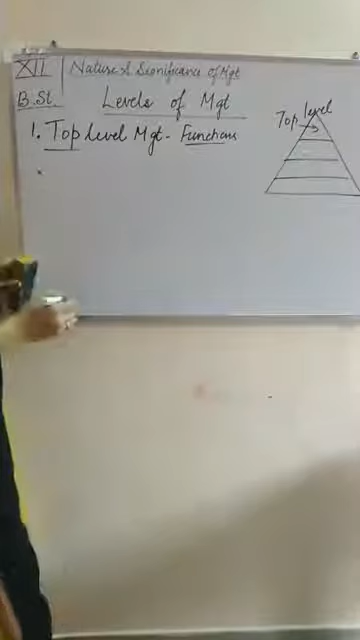 XII Nature & Significance of Mgt
B.St. Levels of Mgt
Top level
1. Top level Mgt - Functions